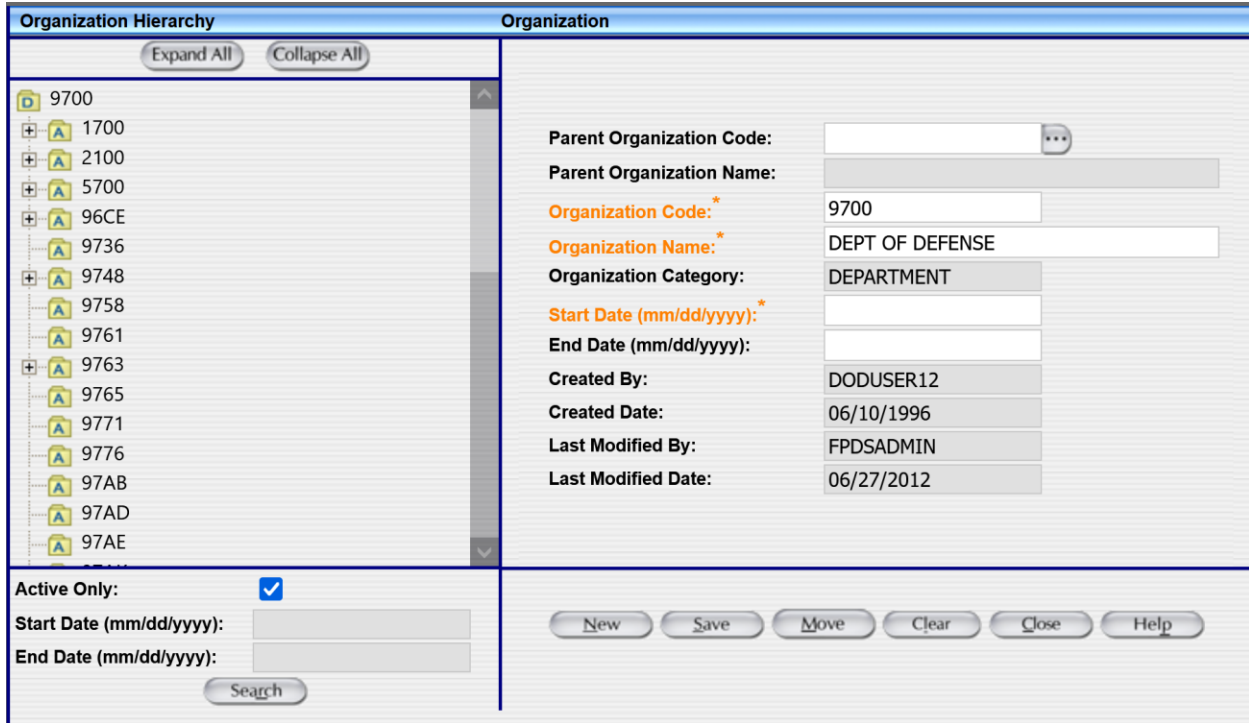 Organization Hierarchy
Organization
Expand All Collapse All
D 9700
A 1700
A 2100
A 5700
A 96CE
A 9736
A 9748
A 9758
A 9761
A 9763
A 9765
A 9771
A 9776
A 97AB
A 97AD
A 97AE
Active Only:
Start Date (mm/dd/yyyy):
End Date (mm/dd/yyyy):
Search
Parent Organization Code: ...
Parent Organization Name:
Organization Code:* 9700
Organization Name:* DEPT OF DEFENSE
Organization Category: DEPARTMENT
Start Date (mm/dd/yyyy):*
End Date (mm/dd/yyyy):
Created By: DODUSER12
Created Date: 06/10/1996
Last Modified By: FPDSADMIN
Last Modified Date: 06/27/2012
New Save Move Clear Close Help